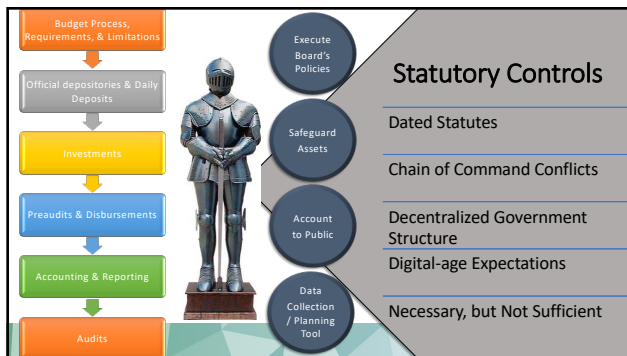 Budget Process,
Requirements, & Limitations
Official depositories & Daily
Deposits
Investments
Preaudits & Disbursements
Accounting & Reporting
Audits
Execute
Board's
Policies
Safeguard
Assets
Account
to Public
Data
Collection
/ Planning
Tool
Statutory Controls
Dated Statutes
Chain of Command Conflicts
Decentralized Government
Structure
Digital-age Expectations
Necessary, but Not Sufficient